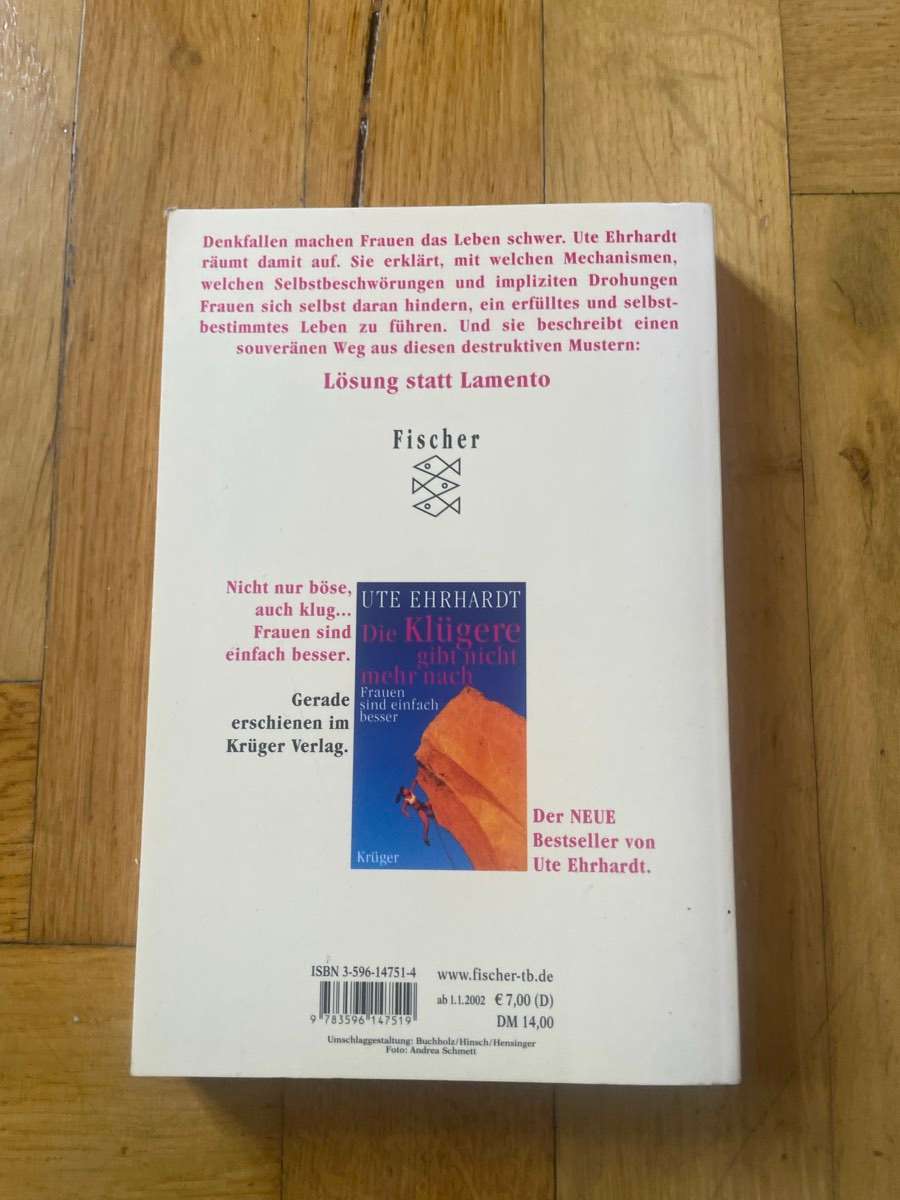 Denkfallen machen Frauen das Leben schwer. Ute Ehrhardt
räumt damit auf. Sie erklärt, mit welchen Mechanismen,
welchen Selbstbeschwörungen und impliziten Drohungen
Frauen sich selbst daran hindern, ein erfülltes und selbst-
bestimmtes Leben zu führen. Und sie beschreibt einen
souveränen Weg aus diesen destruktiven Mustern:
Lösung statt Lamento
Fischer
Nicht nur böse,
auch klug...
Frauen sind
einfach besser.
Gerade
erschienen im
Krüger Verlag.
UTE EHRHARDT
Die Klügere
gibt nicht
mehr nach
Frauen
sind einfach
besser
Krüger
Der NEUE
Bestseller von
Ute Ehrhardt.
ISBN 3-596-14751-4
9 783596 147519
www.fischer-tb.de
ab 1.1.2002 € 7,00 (D)
DM 14,00
Umschlaggestaltung: Buchholz/Hinsch/Hensinger
Foto: Andrea Schmett